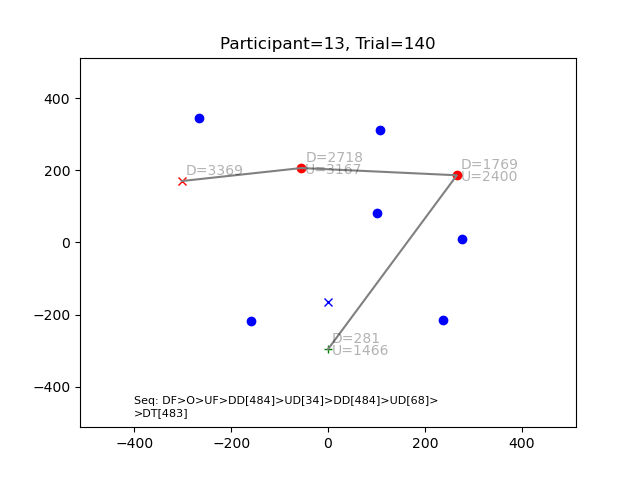 Participant=13, Trial=140
400
200
0
−200
−400
−400
−200
0
200
400
D=3369
D=2718
U=3167
D=1769
U=2400
D=281
U=1466
Seq: DF>O>UF>DD[484]>UD[34]>DD[484]>UD[68]>
>DT[483]